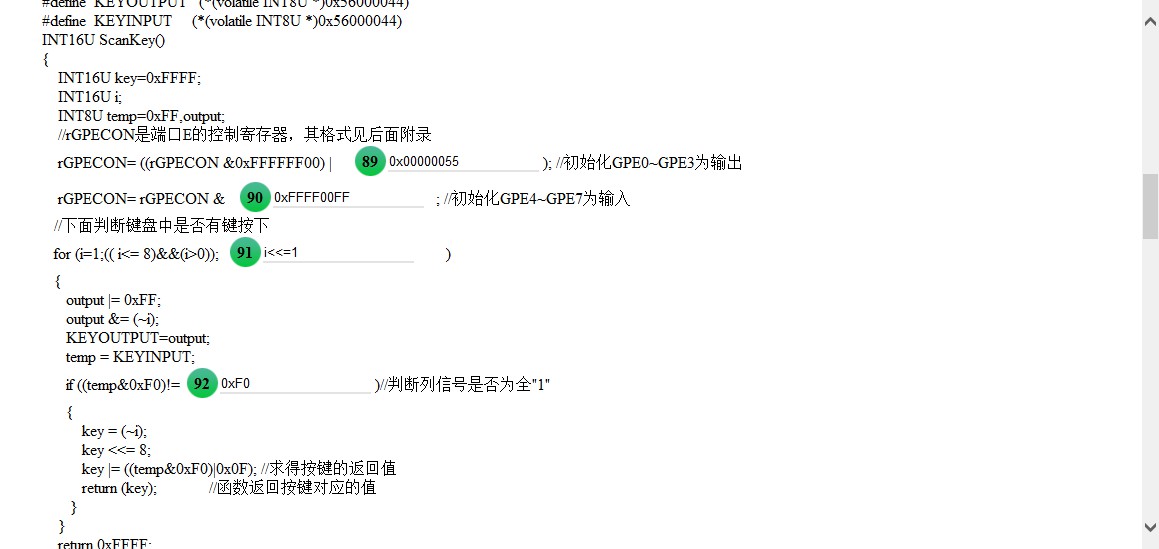 #define KEYOUTPUT (*(volatile INT8U *)0x56000044)
#define KEYINPUT (*(volatile INT8U *)0x56000044)
INT16U ScanKey()
{
INT16U key=0xFFFF;
INT16U i;
INT8U temp=0xFF,output;
//rGPECON是端口E的控制寄存器，其格式见后面附录
rGPECON= ((rGPECON &0xFFFFFF00) | 89 0x00000055 ); //初始化GPE0~GPE3为输出
rGPECON= rGPECON & 90 0xFFFF00FF ; //初始化GPE4~GPE7为输入
//下面判断键盘中是否有键按下
for (i=1;(( i<= 8)&&(i>0)); 91 i<<=1 )
{
output |= 0xFF;
output &= (~i);
KEYOUTPUT=output;
temp = KEYINPUT;
if ((temp&0xF0)!= 92 0xF0 )//判断列信号是否为全"1"
{
key = (~i);
key <<= 8;
key |= ((temp&0xF0)|0x0F); //求得按键的返回值
return (key); //函数返回按键对应的值
}
}
return 0xFFFF;